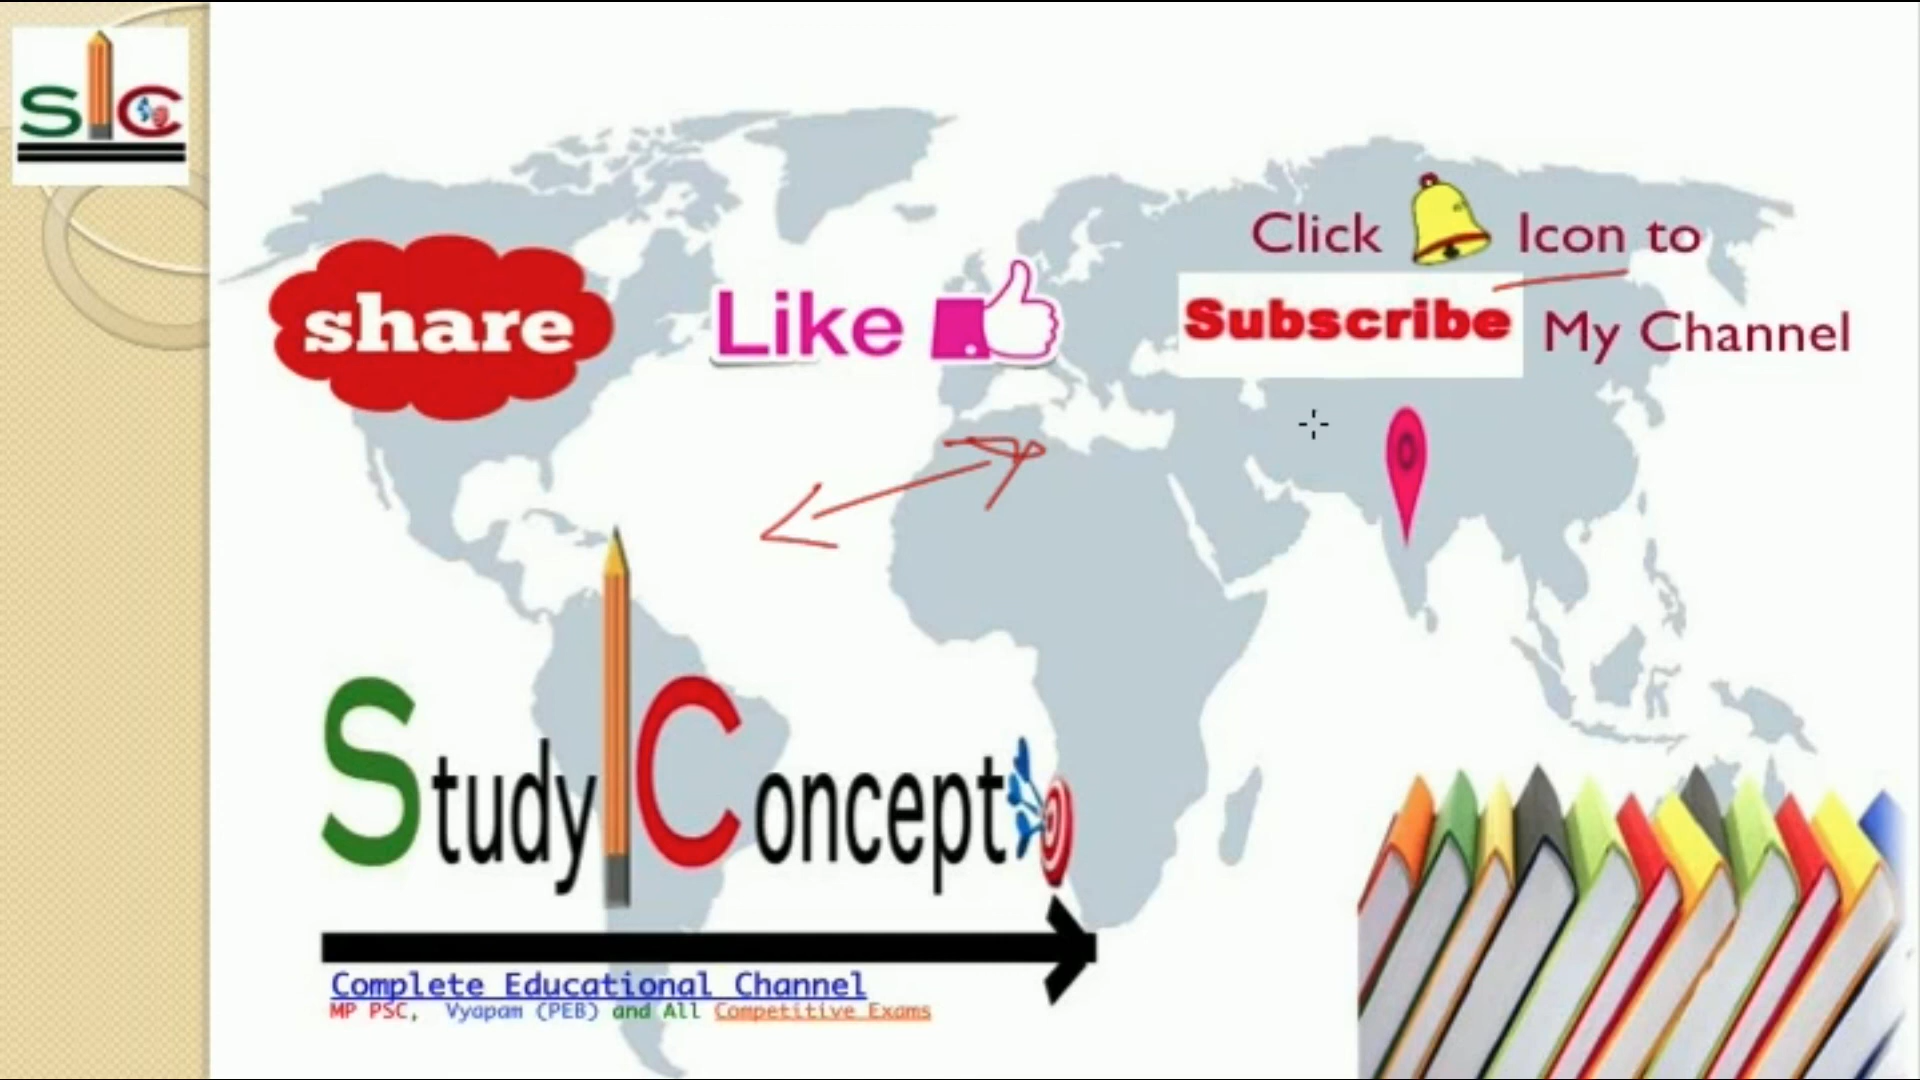 SC
Click Icon to
share
Like
Subscribe My Channel
Study Concept
Complete Educational Channel
MP PSC, Vyapam (PEB) and All Competitive Exams